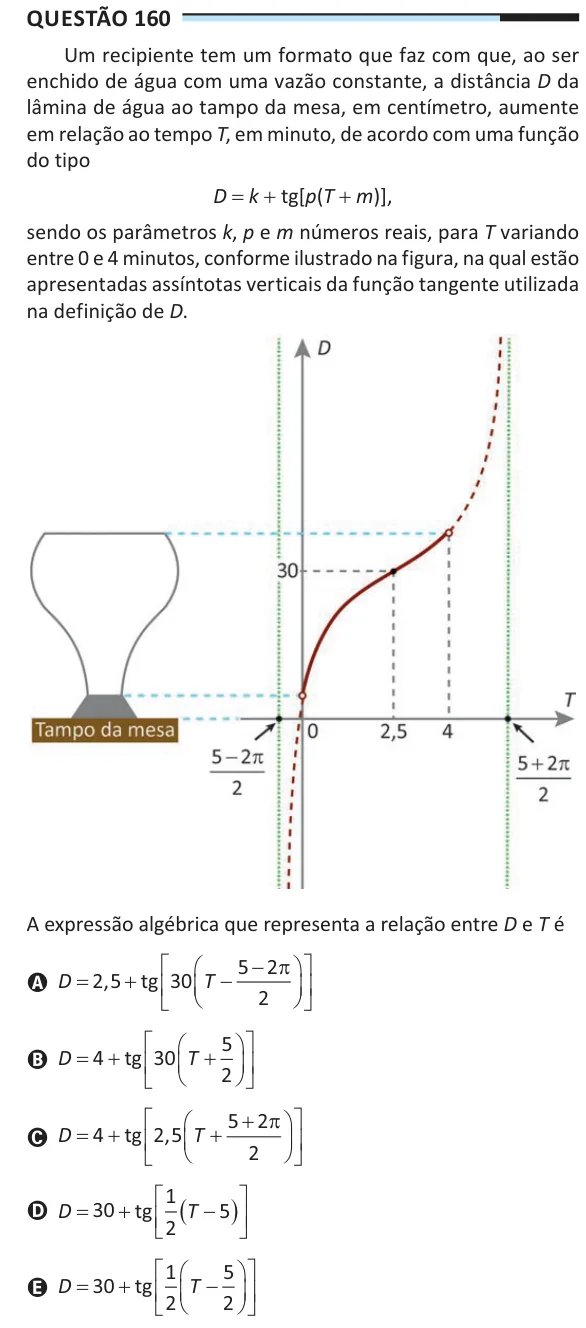 QUESTÃO 160
Um recipiente tem um formato que faz com que, ao ser
enchido de água com uma vazão constante, a distância D da
lâmina de água ao tampo da mesa, em centímetro, aumente
em relação ao tempo T, em minuto, de acordo com uma função
do tipo
D = k + tg[p(T + m)],
sendo os parâmetros k, p e m números reais, para T variando
entre 0 e 4 minutos, conforme ilustrado na figura, na qual estão
apresentadas assíntotas verticais da função tangente utilizada
na definição de D.
D
30
T
Tampo da mesa
0 2,5 4
(5 − 2π)/2
(5 + 2π)/2
A expressão algébrica que representa a relação entre D e T é
A D = 2,5 + tg[30(T − (5 − 2π)/2)]
B D = 4 + tg[30(T + 5/2)]
C D = 4 + tg[2,5(T + (5 + 2π)/2)]
D D = 30 + tg[1/2(T − 5)]
E D = 30 + tg[1/2(T − 5/2)]